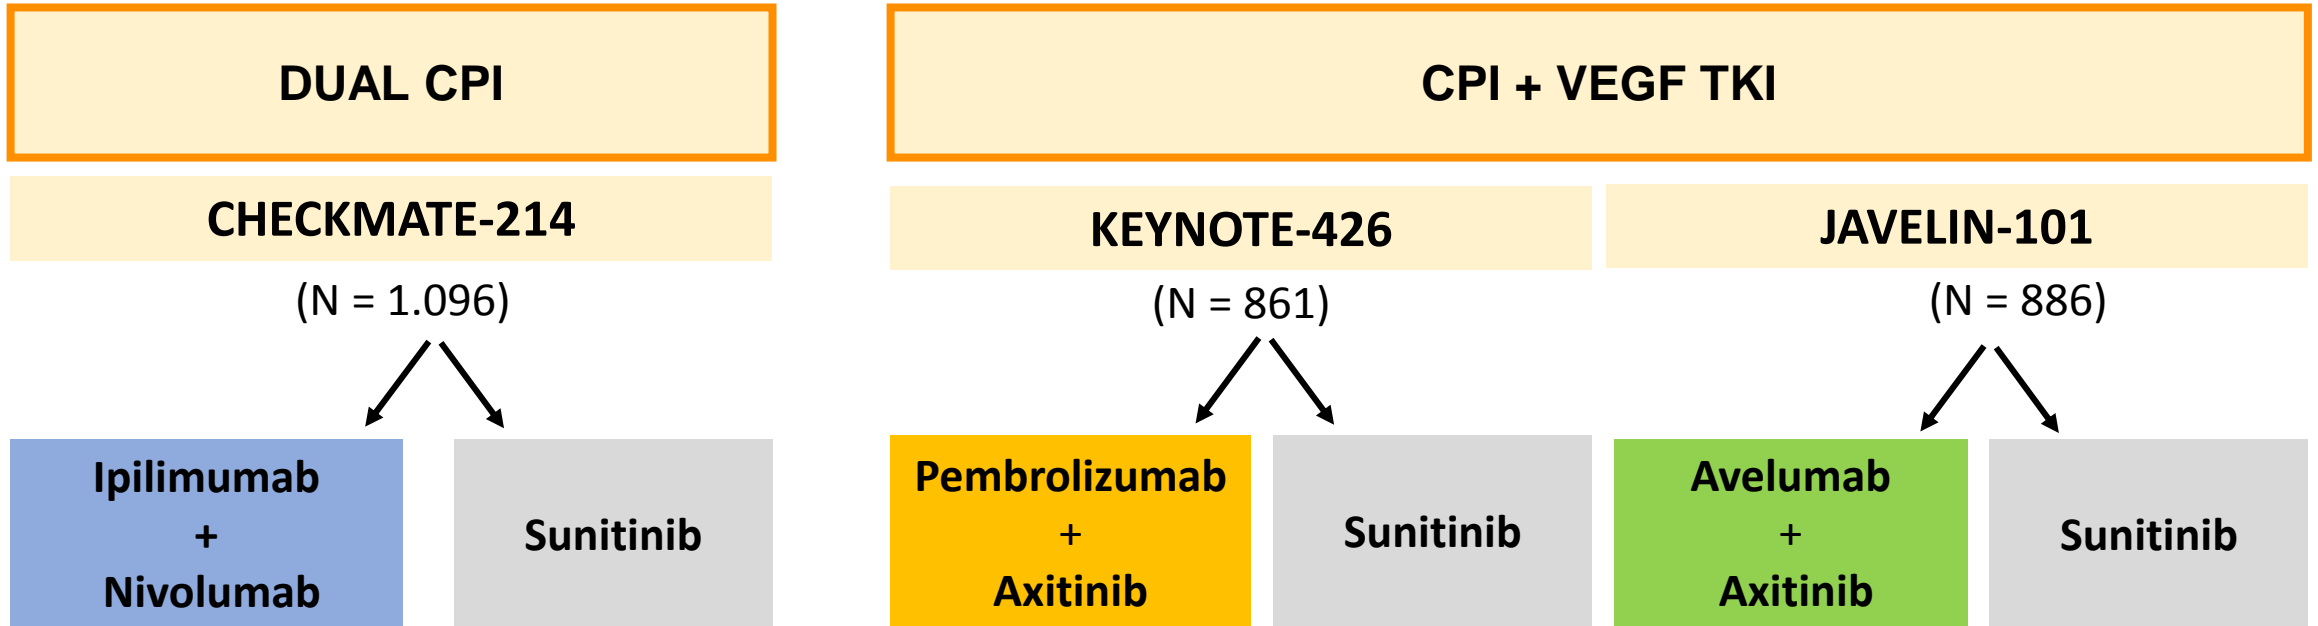 DUAL CPI
CPI + VEGF TKI
CHECKMATE-214
KEYNOTE-426
JAVELIN-101
(N = 1.096)
(N = 861)
(N = 886)
Ipilimumab
+
Nivolumab
Sunitinib
Pembrolizumab
+
Axitinib
Sunitinib
Avelumab
+
Axitinib
Sunitinib